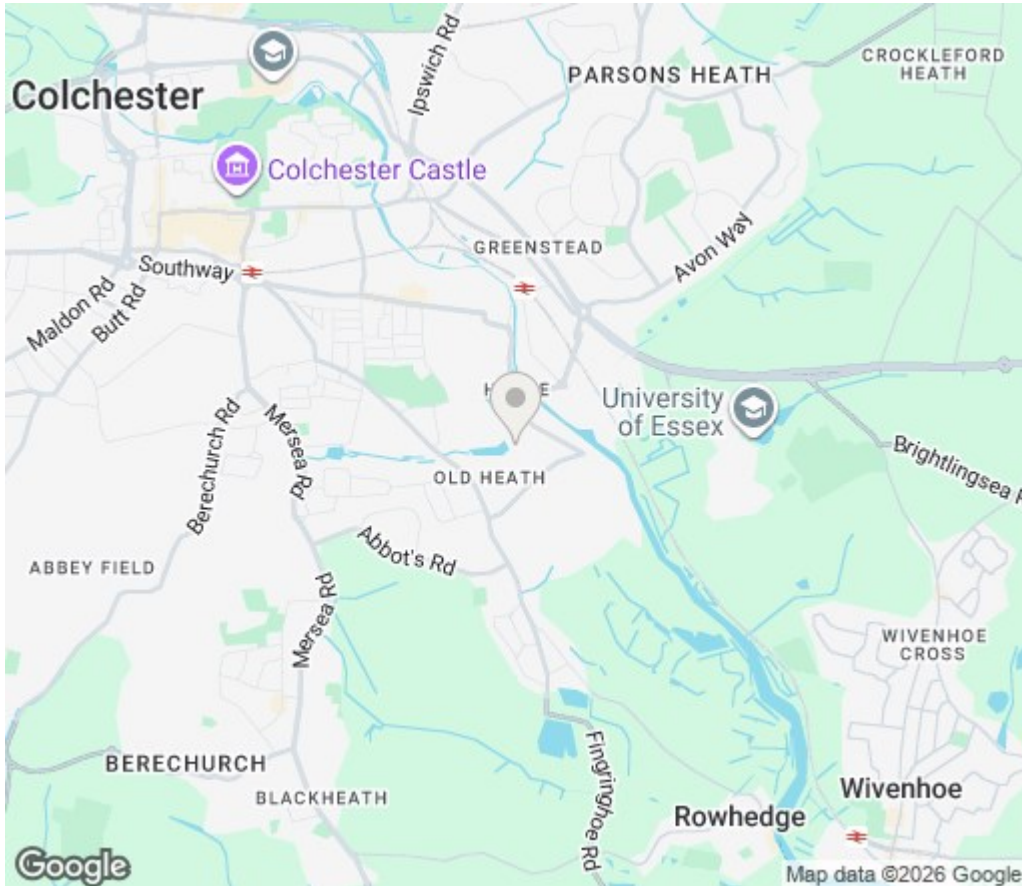 CROCKLEFORD
HEATH
Ipswich Rd
PARSONS HEATH
Colchester
Colchester Castle
GREENSTEAD
Avon Way
Southway
Maldon Rd
Butt Rd
University
of Essex
Berechurch Rd
Mersea Rd
Brightlingsea R
OLD HEATH
Abbot's Rd
ABBEY FIELD
Mersea Rd
WIVENHOE
CROSS
BERECHURCH
Fingringhoe Rd
BLACKHEATH
Wivenhoe
Rowhedge
Google
Map data ©2026 Google